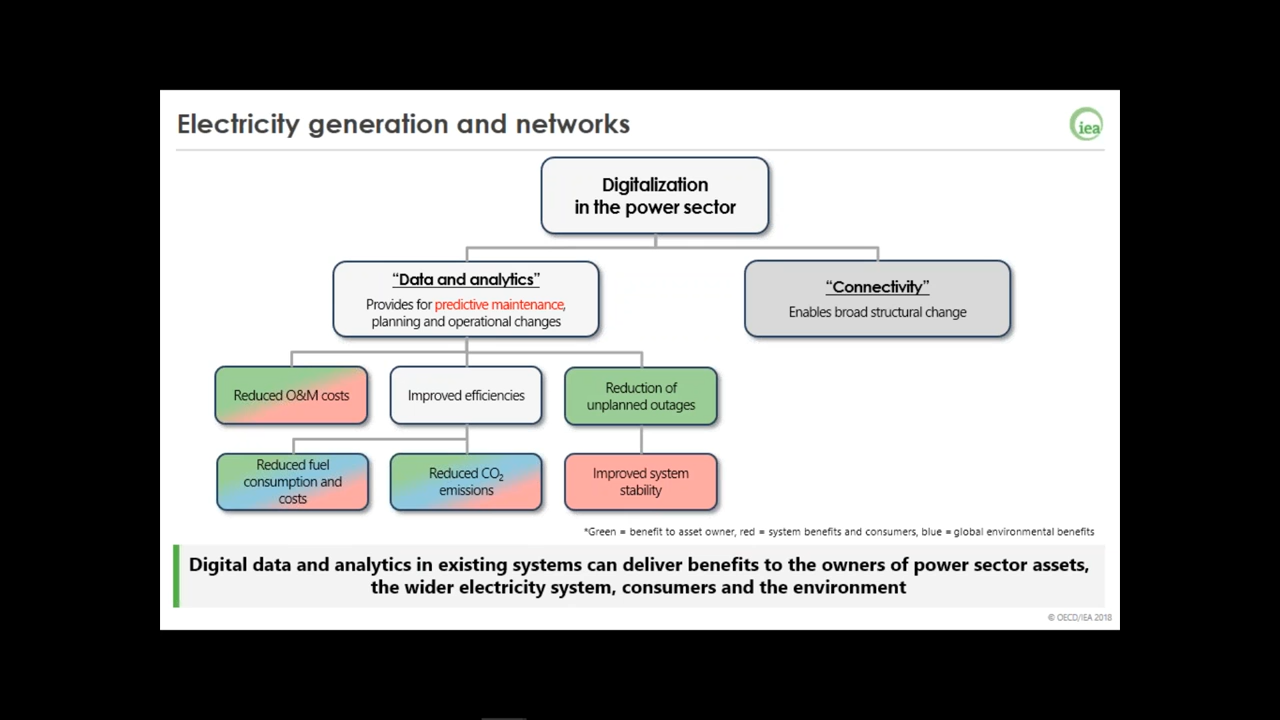 Electricity generation and networks
iea
Digitalization
in the power sector
“Data and analytics”
Provides for predictive maintenance,
planning and operational changes
“Connectivity”
Enables broad structural change
Reduced O&M costs
Improved efficiencies
Reduction of
unplanned outages
Reduced fuel
consumption and
costs
Reduced CO₂
emissions
Improved system
stability
*Green = benefit to asset owner, red = system benefits and consumers, blue = global environmental benefits
Digital data and analytics in existing systems can deliver benefits to the owners of power sector assets,
the wider electricity system, consumers and the environment
© OECD/IEA 2018